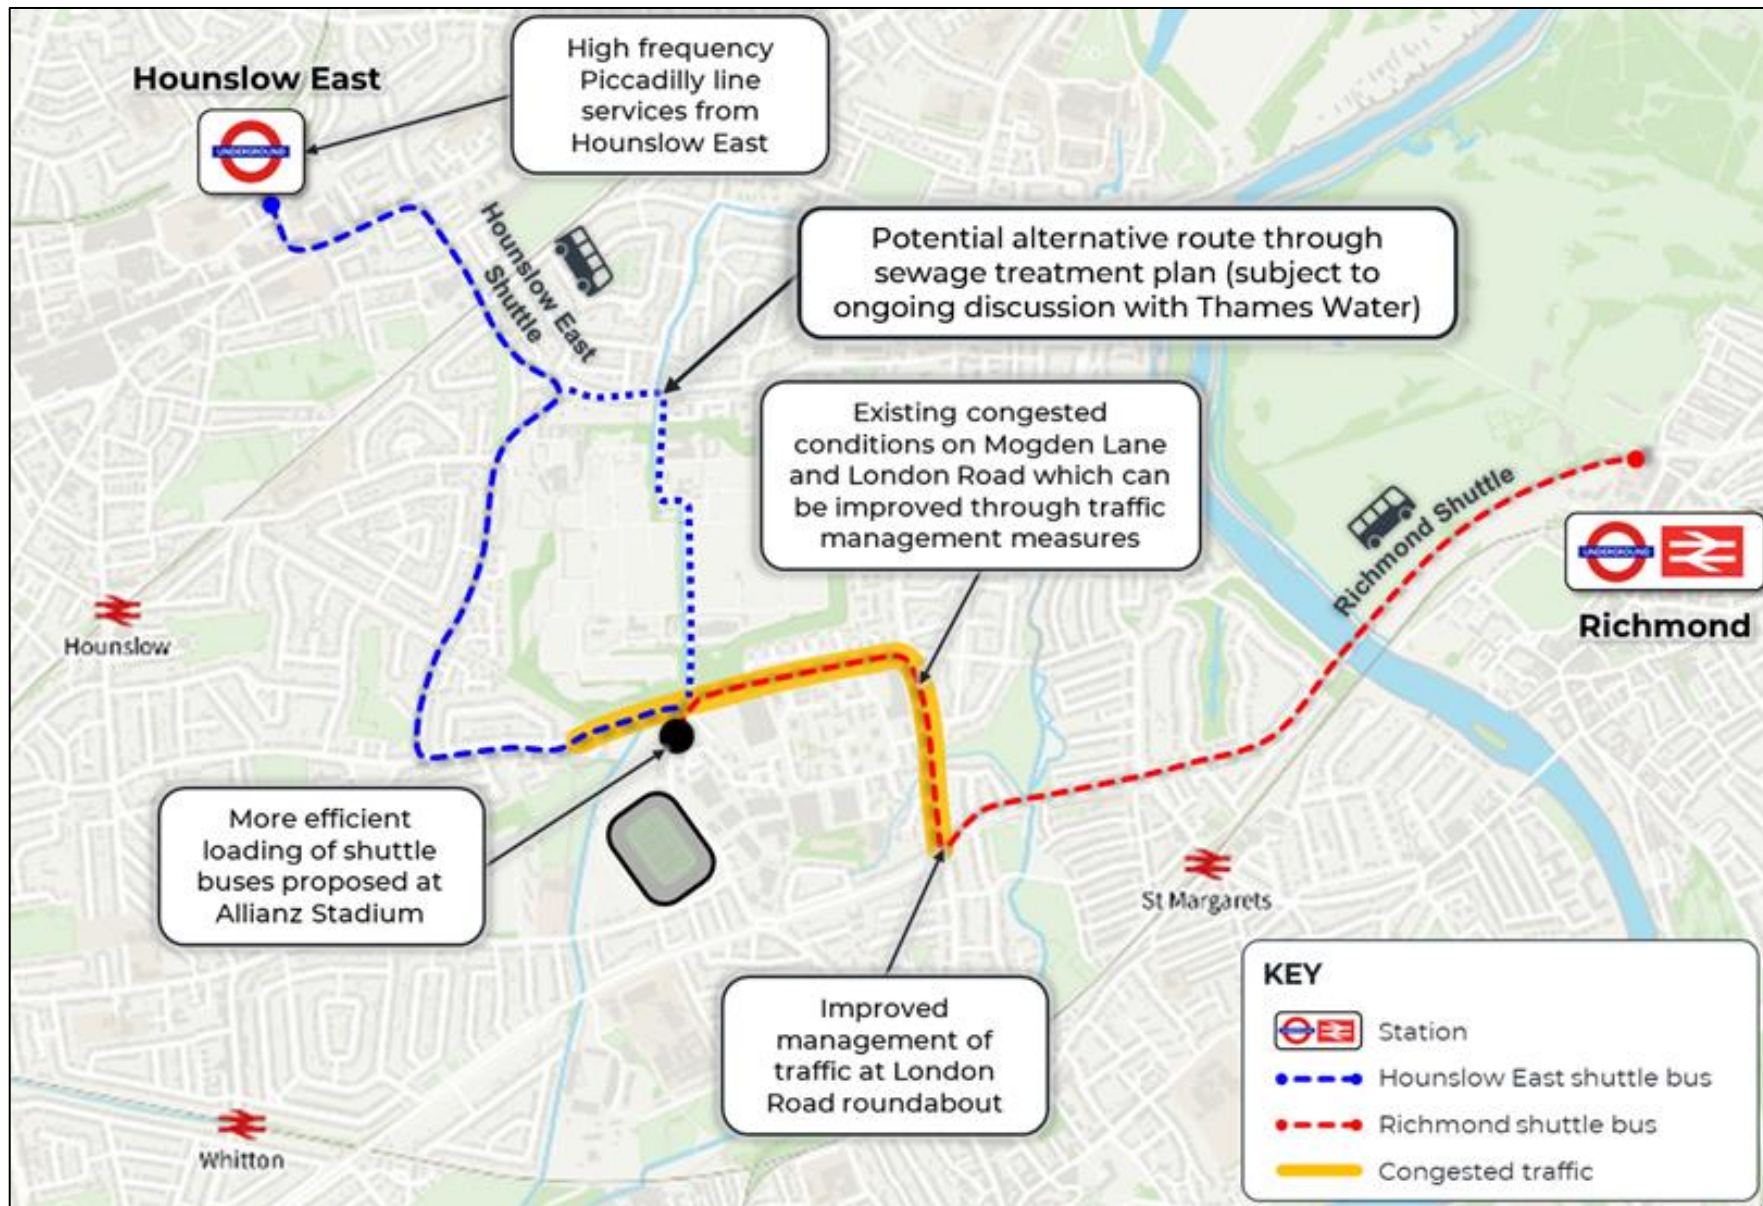 Hounslow East
UNDERGROUND
High frequency
Piccadilly line
services from
Hounslow East
Hounslow East
Shuttle
Potential alternative route through
sewage treatment plan (subject to
ongoing discussion with Thames Water)
Existing congested
conditions on Mogden Lane
and London Road which can
be improved through traffic
management measures
Richmond Shuttle
UNDERGROUND
Richmond
Hounslow
More efficient
loading of shuttle
buses proposed at
Allianz Stadium
St Margarets
Improved
management of
traffic at London
Road roundabout
Whitton
KEY
Station
Hounslow East shuttle bus
Richmond shuttle bus
Congested traffic